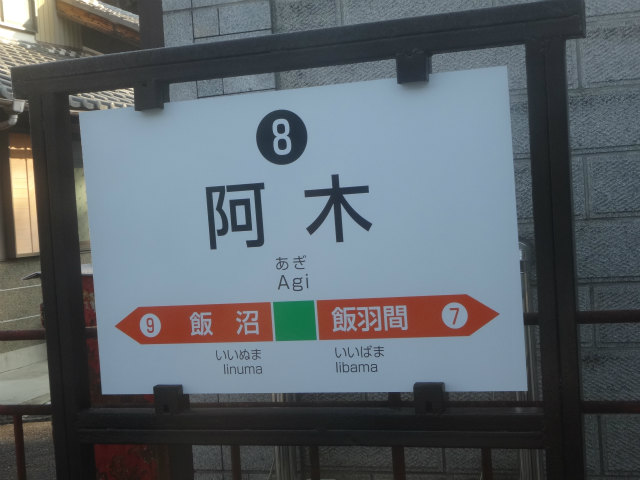 8
阿木
あぎ
Agi
9 飯沼 飯羽間 7
いいぬま いいばま
Iinuma Iibama